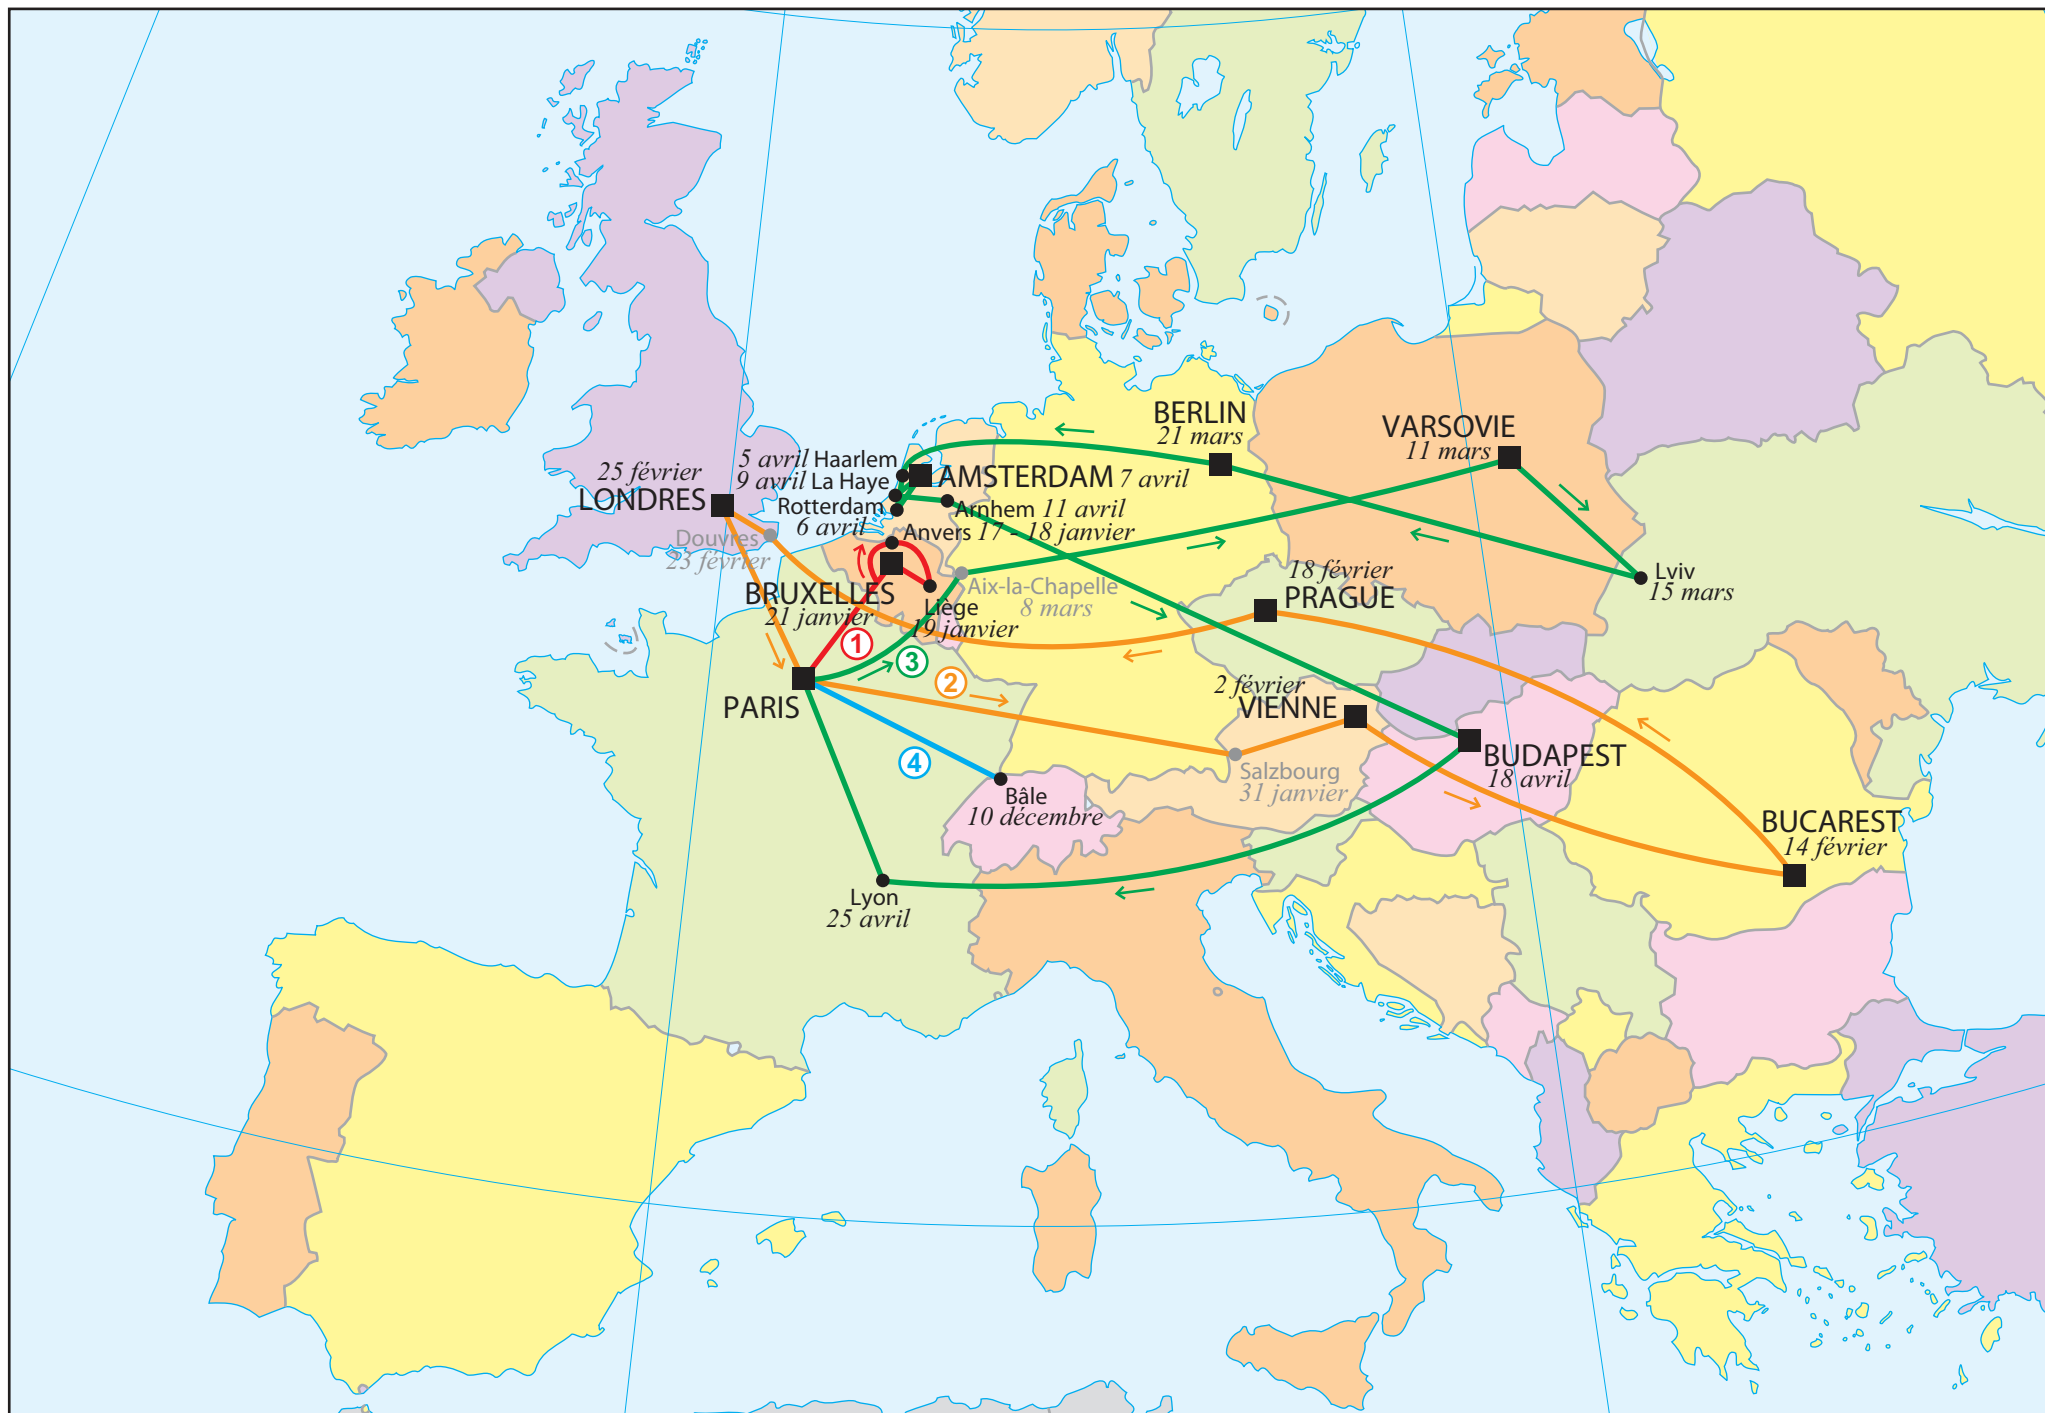 BERLIN
21 mars
VARSOVIE
11 mars
5 avril Haarlem
25 février
LONDRES
9 avril La Haye
AMSTERDAM 7 avril
Rotterdam
6 avril
Arnhem 11 avril
Anvers 17 - 18 janvier
Douvres
23 février
BRUXELLES
21 janvier
Aix-la-Chapelle
8 mars
Liège
19 janvier
18 février
PRAGUE
Lviv
15 mars
1
3
2
2 février
VIENNE
PARIS
4
Salzbourg
31 janvier
BUDAPEST
18 avril
Bâle
10 décembre
BUCAREST
14 février
Lyon
25 avril